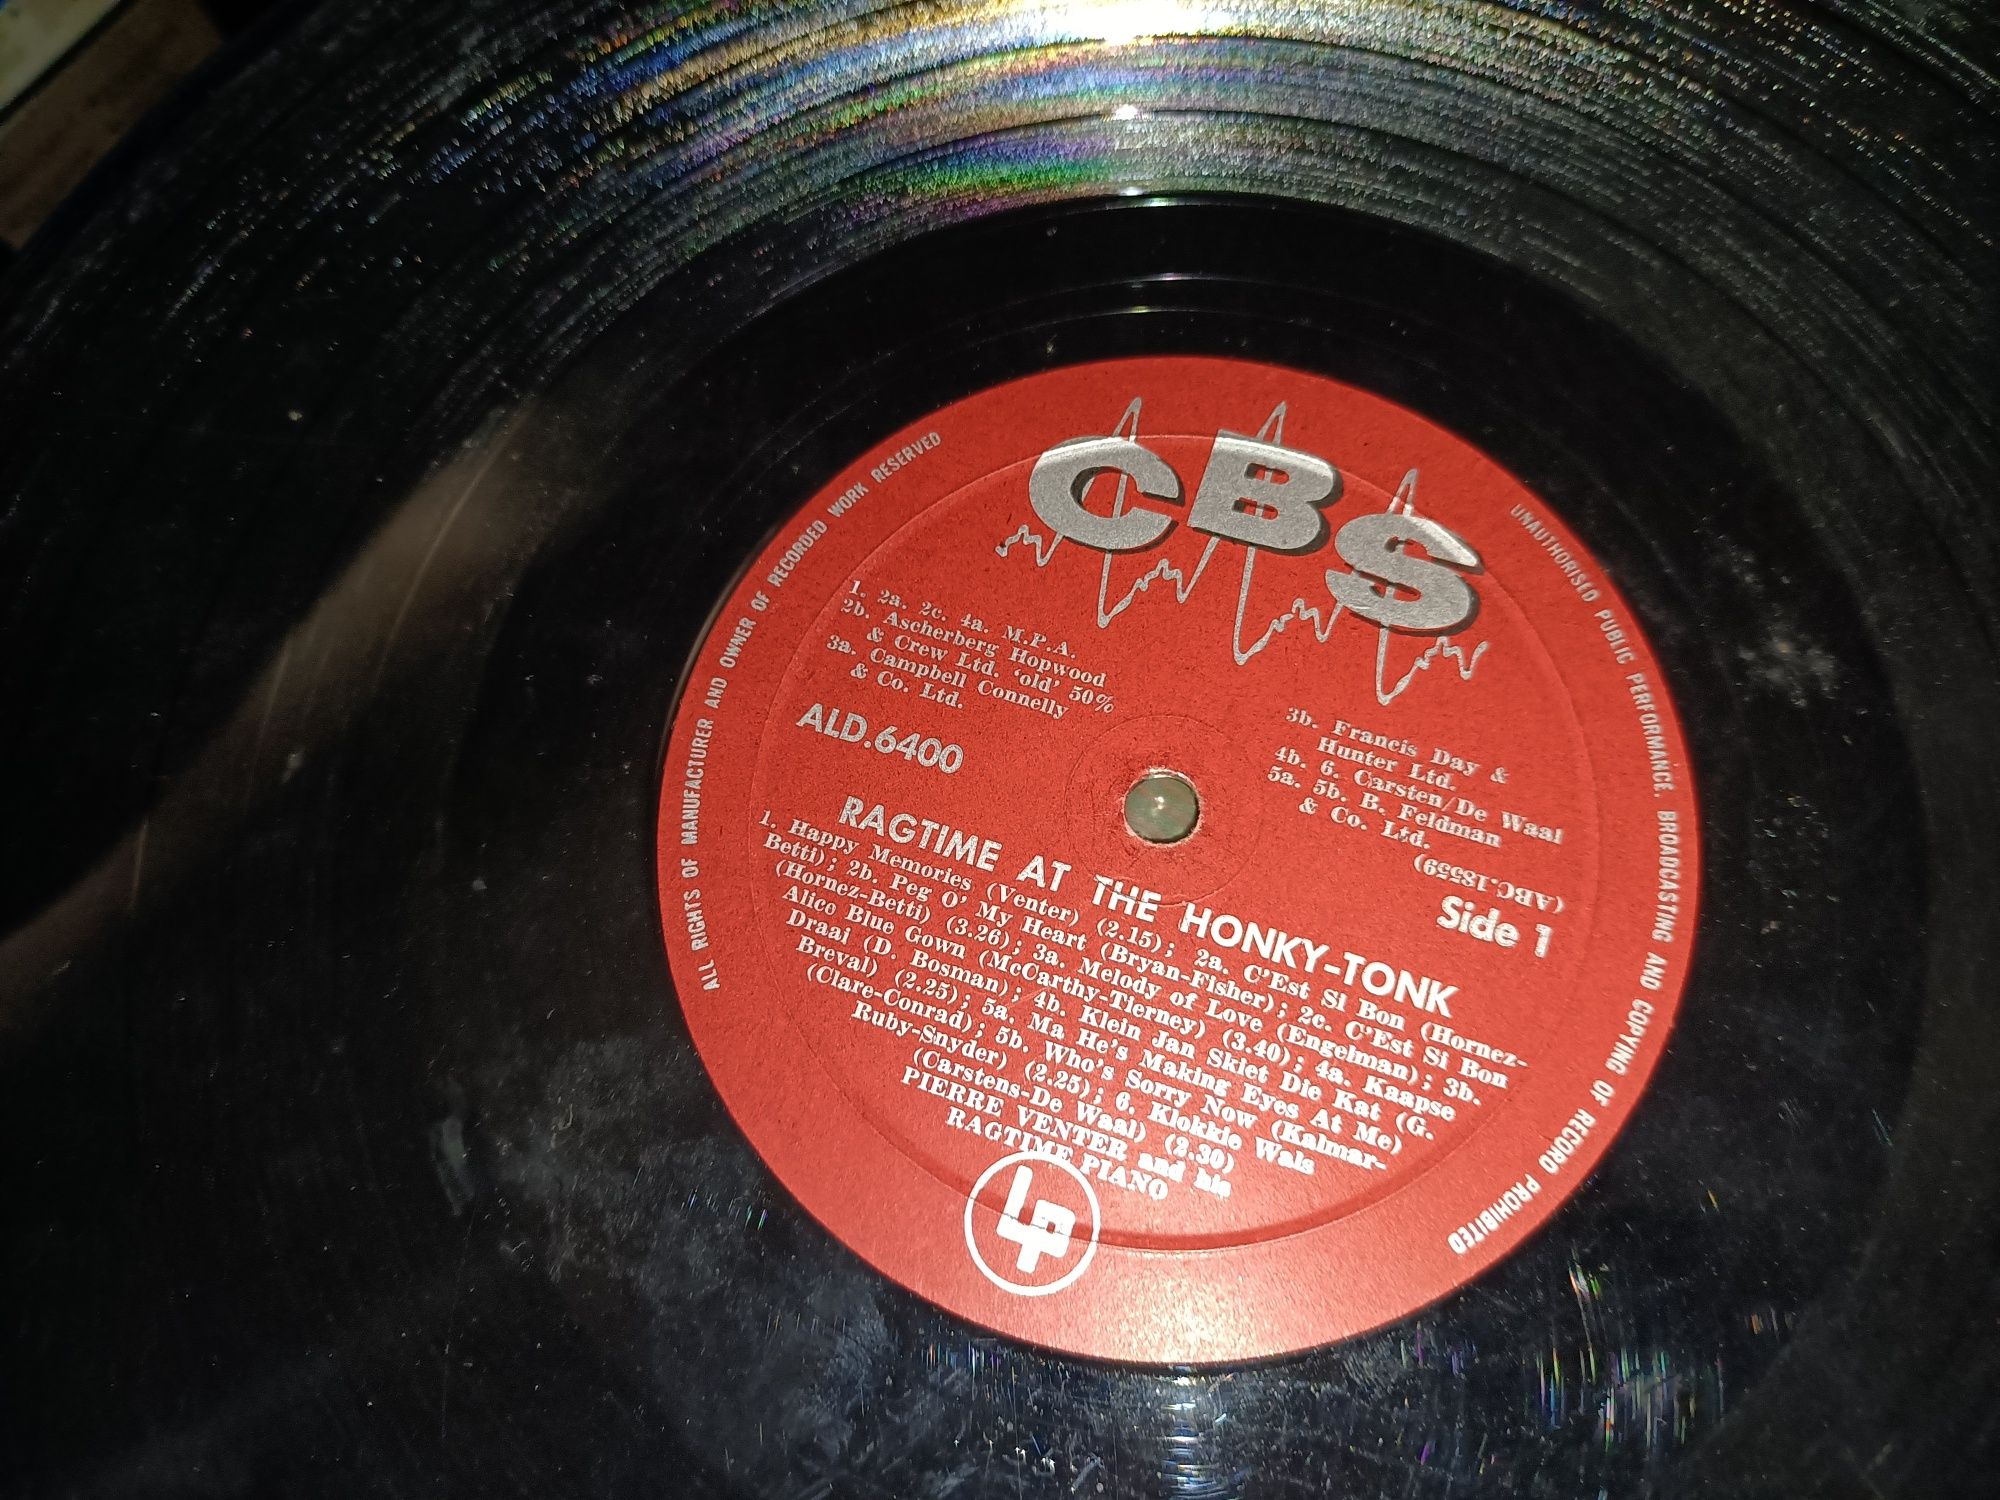 CBS
ALL RIGHTS OF MANUFACTURER AND OWNER OF RECORDED WORK RESERVED
UNAUTHORISED PUBLIC PERFORMANCE, BROADCASTING AND COPYING OF RECORD PROHIBITED
1. 2a. 2c. 4a. M.P.A.
2b. Ascherberg Hopwood
& Crew Ltd. 'old' 50%
3a. Campbell Connelly
& Co. Ltd.
ALD.6400
3b. Francis Day &
Hunter Ltd.
4b. 6. Carsten/De Waal
5a. 5b. B. Feldman
& Co. Ltd.
(ABC.18559)
Side 1
RAGTIME AT THE HONKY-TONK
1. Happy Memories (Venter) (2.15); 2a. C'Est Si Bon (Hornez-
Betti); 2b. Peg O' My Heart (Bryan-Fisher); 2c. C'Est Si Bon
(Hornez-Betti) (3.26); 3a. Melody of Love (Engelman); 3b.
Alice Blue Gown (McCarthy-Tierney) (3.40); 4a. Kaapse
Draai (D. Bosman); 4b. Klein Jan Skiet Die Kat (G.
Breval) (2.25); 5a. Ma He's Making Eyes At Me)
(Clare-Conrad); 5b. Who's Sorry Now (Kalmar-
Ruby-Snyder) (2.25); 6. Klokkie Wals
(Carstens-De Waal) (2.30)
PIERRE VENTER and his
RAGTIME PIANO
LP